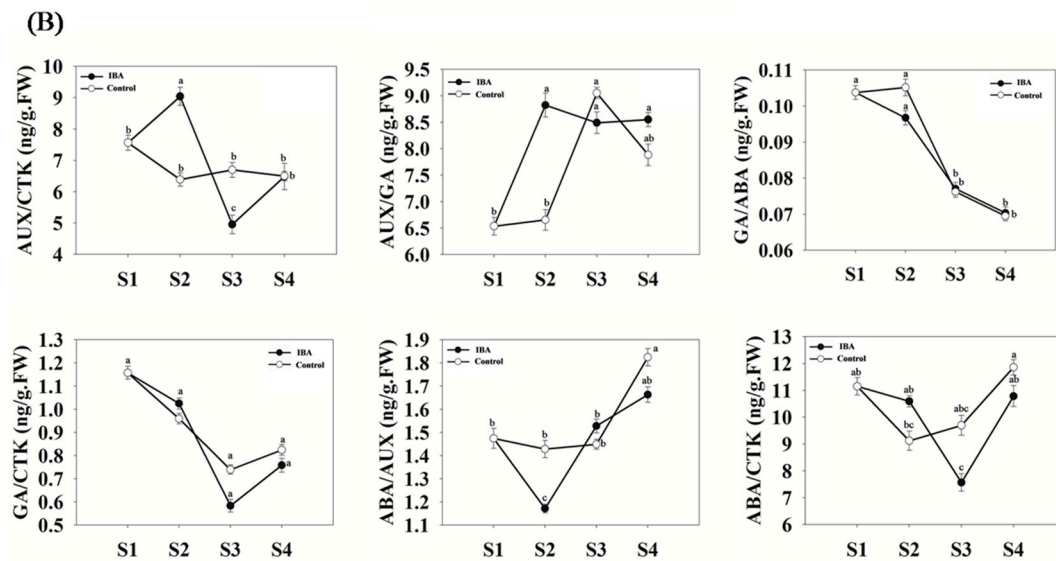 (B)
AUX/CTK (ng/g.FW)
10
9
8
7
6
5
4
IBA
Control
b
a
b
b
c
b
S1 S2 S3 S4
AUX/GA (ng/g.FW)
9.5
9.0
8.5
8.0
7.5
7.0
6.5
6.0
IBA
Control
b
a
b
a
a
a
ab
S1 S2 S3 S4
GA/ABA (ng/g.FW)
0.11
0.10
0.09
0.08
0.07
0.06
IBA
Control
a
a
a
b
b
b
b
S1 S2 S3 S4
GA/CTK (ng/g.FW)
1.3
1.2
1.1
1.0
0.9
0.8
0.7
0.6
0.5
IBA
Control
a
a
a
a
a
S1 S2 S3 S4
ABA/AUX (ng/g.FW)
1.9
1.8
1.7
1.6
1.5
1.4
1.3
1.2
1.1
IBA
Control
b
b
c
b
b
a
ab
S1 S2 S3 S4
ABA/CTK (ng/g.FW)
13
12
11
10
9
8
7
6
IBA
Control
ab
ab
bc
abc
c
a
ab
S1 S2 S3 S4